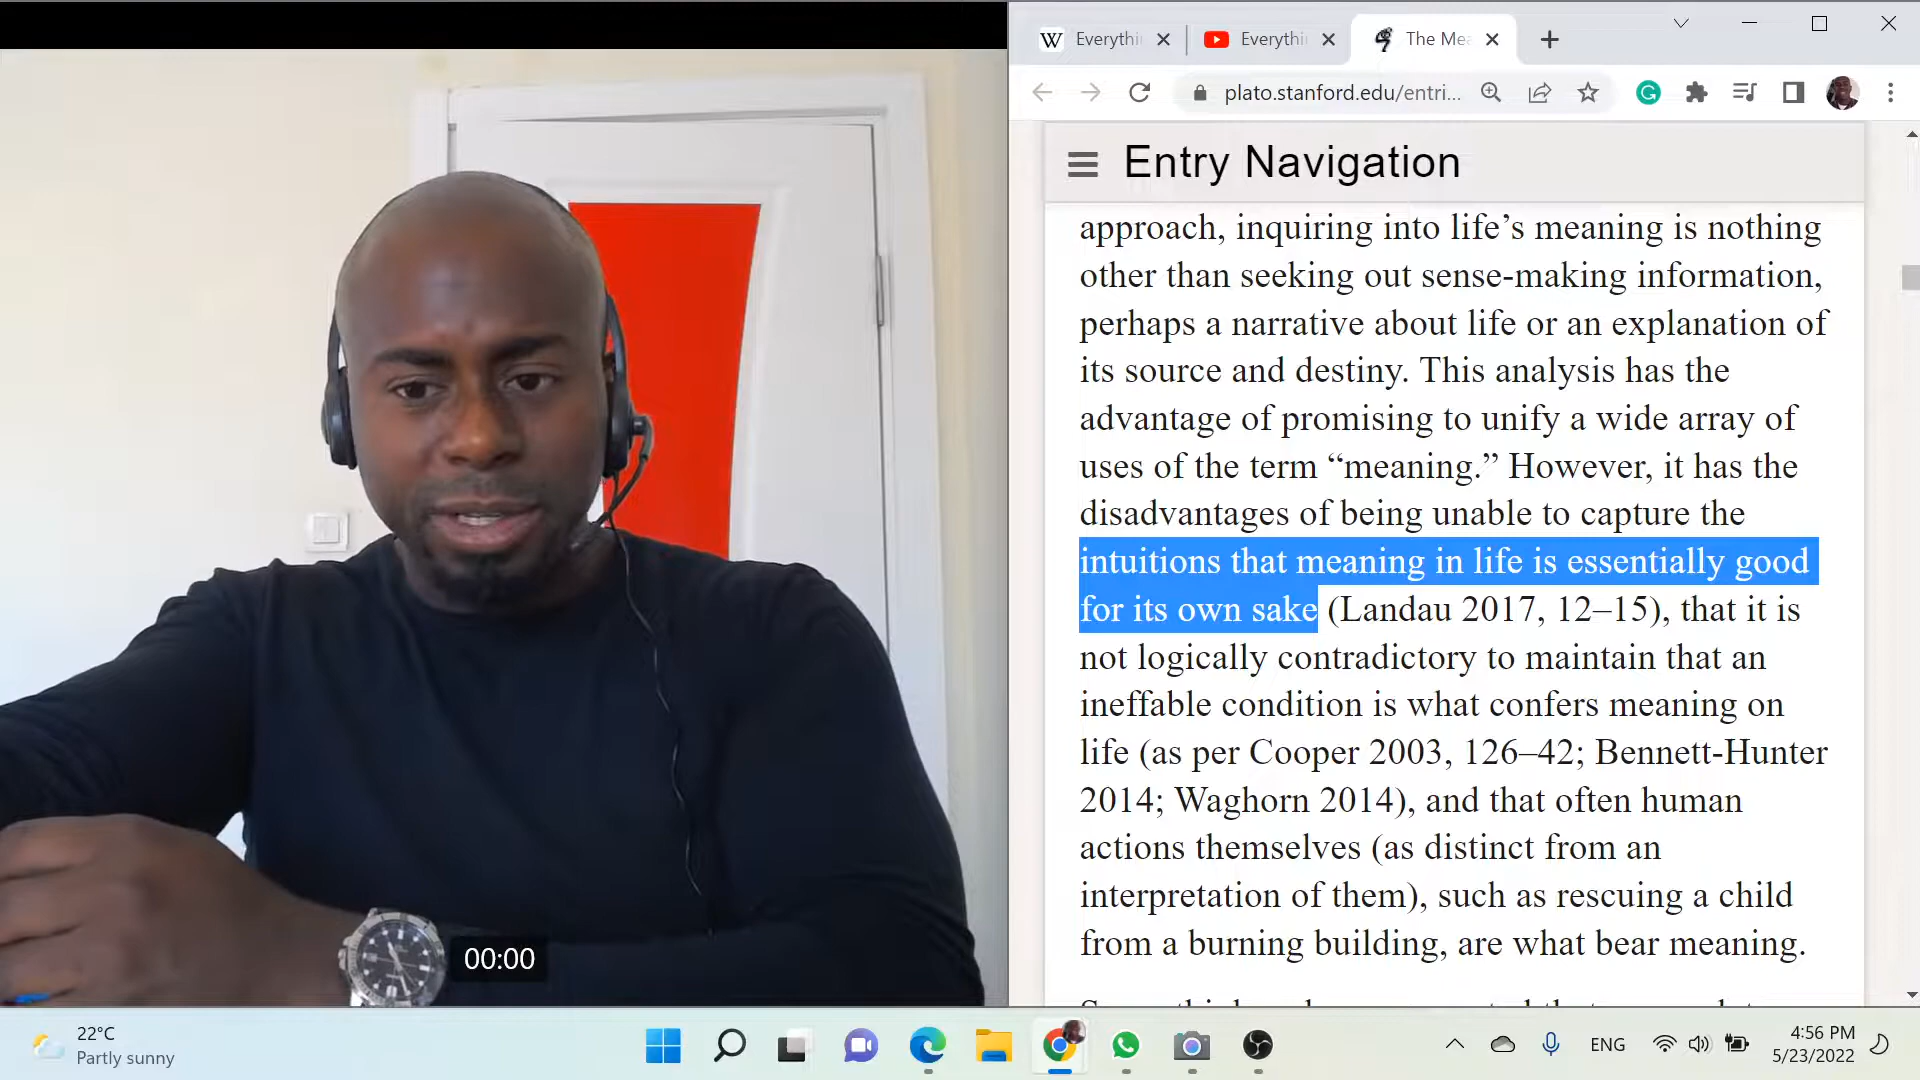 Everythi
Everythi
The Mea
plato.stanford.edu/entri...
Entry Navigation
approach, inquiring into life’s meaning is nothing
other than seeking out sense-making information,
perhaps a narrative about life or an explanation of
its source and destiny. This analysis has the
advantage of promising to unify a wide array of
uses of the term “meaning.” However, it has the
disadvantages of being unable to capture the
intuitions that meaning in life is essentially good
for its own sake (Landau 2017, 12–15), that it is
not logically contradictory to maintain that an
ineffable condition is what confers meaning on
life (as per Cooper 2003, 126–42; Bennett-Hunter
2014; Waghorn 2014), and that often human
actions themselves (as distinct from an
interpretation of them), such as rescuing a child
from a burning building, are what bear meaning.
00:00
22°C
Partly sunny
ENG
4:56 PM
5/23/2022